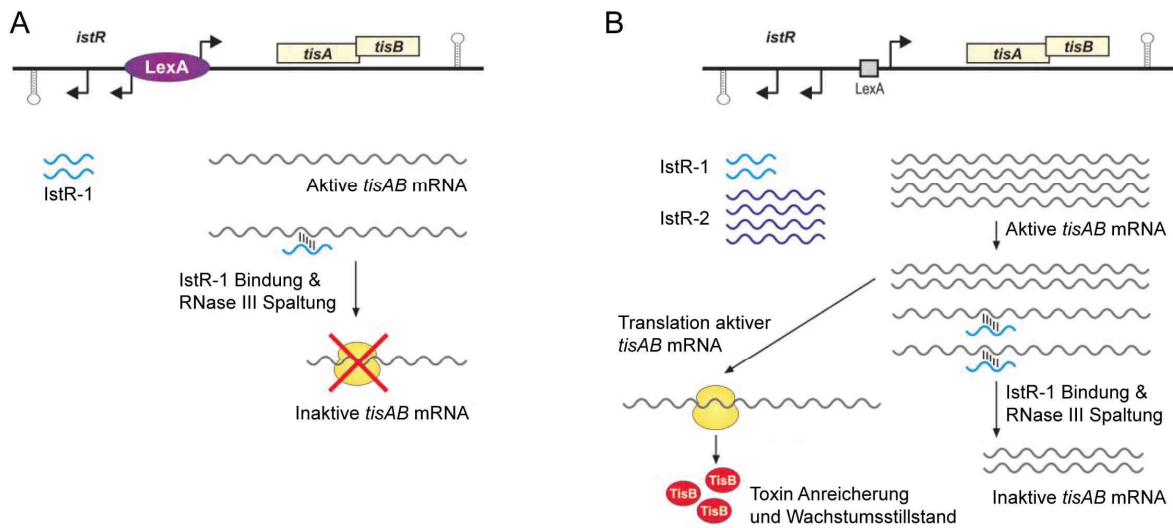 A
istR
LexA
tisA
tisB
IstR-1
Aktive tisAB mRNA
IstR-1 Bindung &
RNase III Spaltung
Inaktive tisAB mRNA
B
istR
LexA
tisA
tisB
IstR-1
IstR-2
Aktive tisAB mRNA
Translation aktiver
tisAB mRNA
IstR-1 Bindung &
RNase III Spaltung
TisB
TisB
TisB
Toxin Anreicherung
und Wachstumsstillstand
Inaktive tisAB mRNA